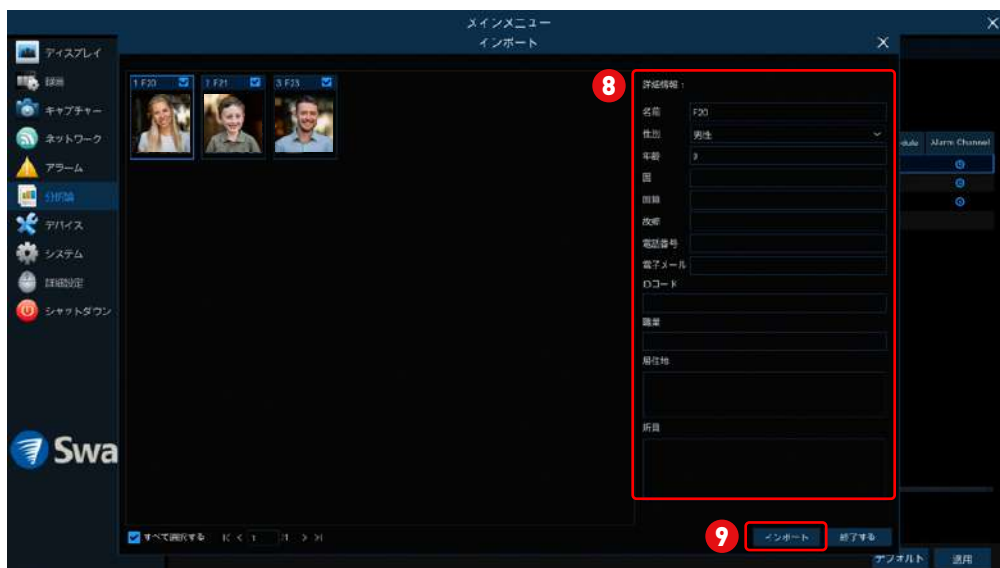 メインメニュー
インポート
ディスプレイ
録画
キャプチャー
ネットワーク
アラーム
分析論
デバイス
システム
詳細設定
シャットダウン
Swa
1 F20
2 F21
3 F23
8
詳細情報 :
名前 F20
性別 男性
年齢
国
国籍
故郷
電話番号
電子メール
IDコード
職業
居住地
所員
dule Alarm Channel
すべて選択する 1 /1
9
インポート 終了する
デフォルト 適用